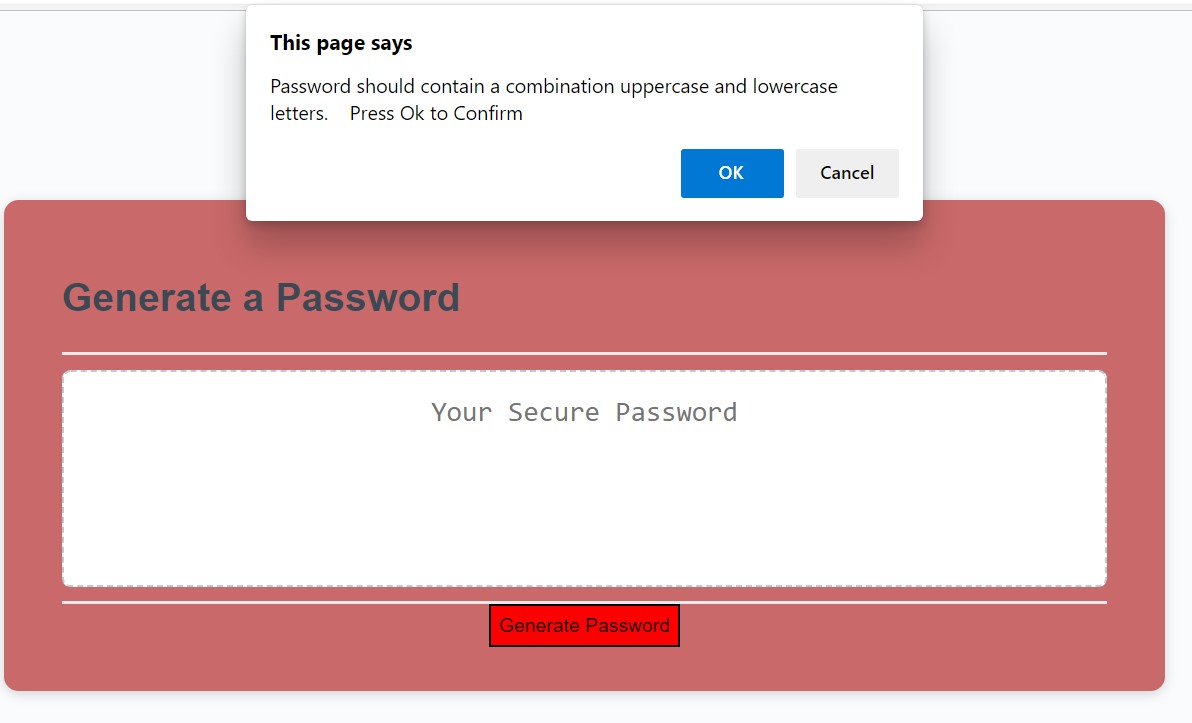 This page says
Password should contain a combination uppercase and lowercase
letters. Press Ok to Confirm
OK
Cancel
Generate a Password
Your Secure Password
Generate Password